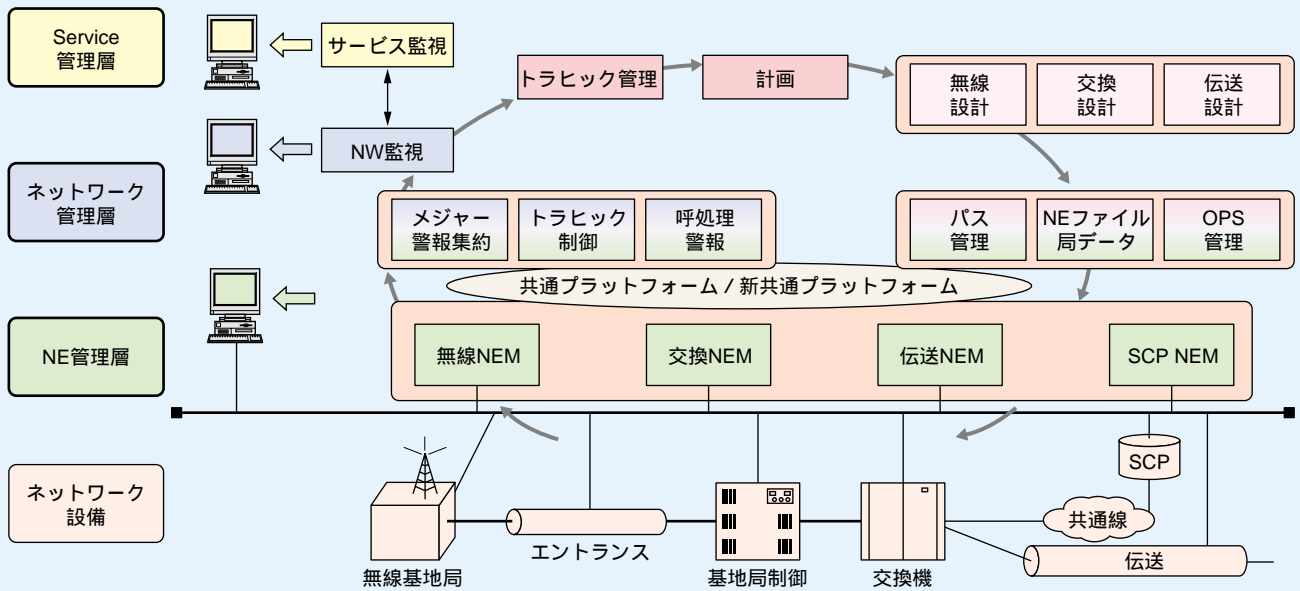 Service
管理層
サービス監視
トラヒック管理
計画
無線
設計
交換
設計
伝送
設計
ネットワーク
管理層
NW監視
メジャー
警報集約
トラヒック
制御
呼処理
警報
パス
管理
NEファイル
局データ
OPS
管理
共通プラットフォーム / 新共通プラットフォーム
NE管理層
無線NEM
交換NEM
伝送NEM
SCP NEM
ネットワーク
設備
無線基地局
エントランス
基地局制御
交換機
SCP
共通線
伝送